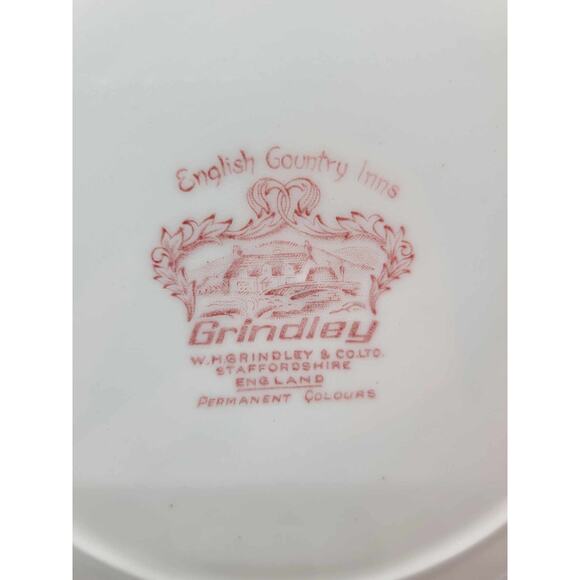 English Country Inns
Grindley
W.H.GRINDLEY & CO.LTD.
STAFFORDSHIRE
ENGLAND
PERMANENT COLOURS